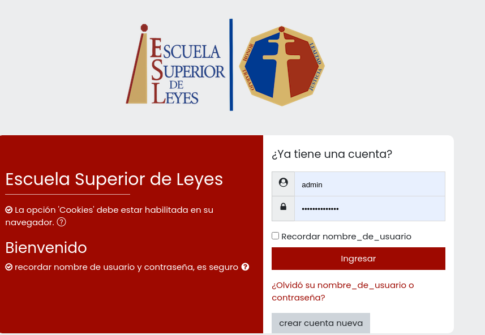 ESCUELA
SUPERIOR
DE
LEYES
Escuela Superior de Leyes
La opción 'Cookies' debe estar habilitada en su
navegador.
Bienvenido
recordar nombre de usuario y contraseña, es seguro
¿Ya tiene una cuenta?
admin
••••••••••••••
Recordar nombre_de_usuario
Ingresar
¿Olvidó su nombre_de_usuario o
contraseña?
crear cuenta nueva